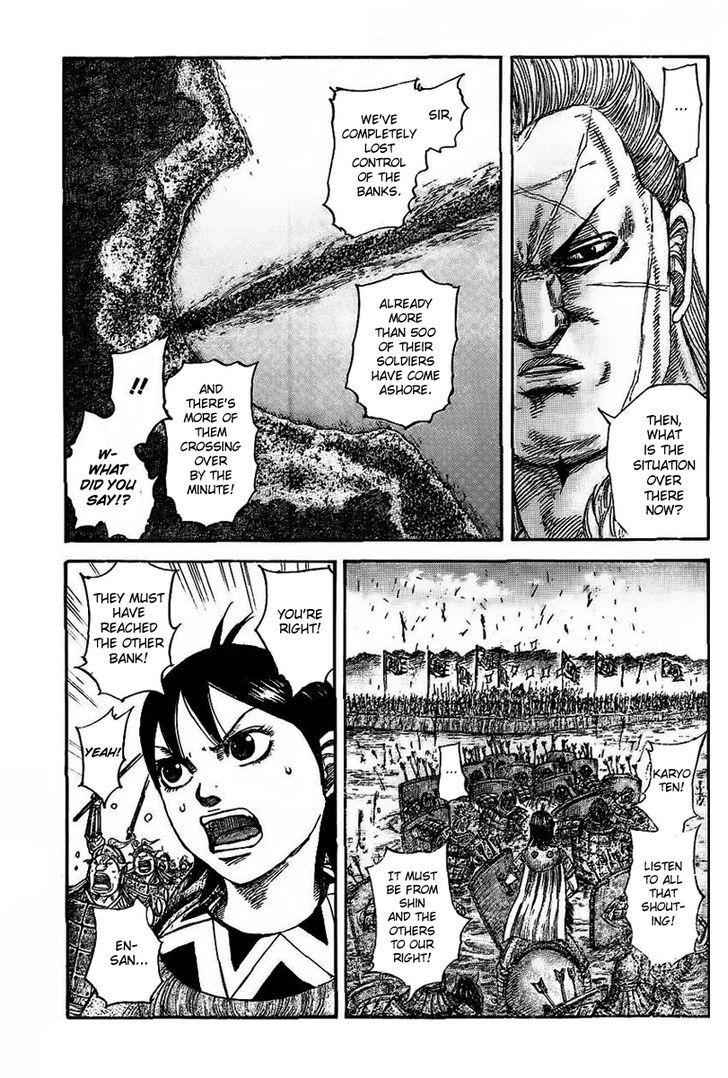 ...
THEN,
WHAT
IS THE
SITUATION
OVER
THERE
NOW?
SIR,
WE'VE
COMPLETELY
LOST
CONTROL
OF THE
BANKS.
ALREADY
MORE
THAN 500
OF THEIR
SOLDIERS
HAVE COME
ASHORE.
AND
THERE'S
MORE OF
THEM
CROSSING
OVER
BY THE
MINUTE!
!!
W-
WHAT
DID YOU
SAY!?
KARYO
TEN!
LISTEN
TO ALL
THAT
SHOUT-
ING!
...
IT MUST
BE FROM
SHIN
AND THE
OTHERS
TO OUR
RIGHT!
YOU'RE
RIGHT!
THEY MUST
HAVE
REACHED
THE OTHER
BANK!
YEAH!
EN-
SAN...